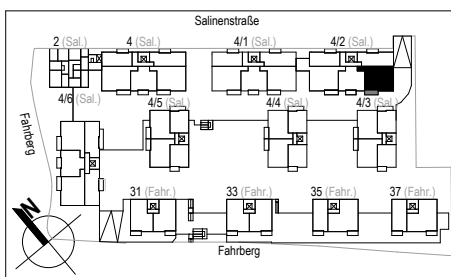 Salinenstraße
2 (Sal.) 4 (Sal.) 4/1 (Sal.) 4/2 (Sal.)
4/6 (Sal.) 4/5 (Sal.) 4/4 (Sal.) 4/3 (Sal.)
Fahrberg
31 (Fahr.) 33 (Fahr.) 35 (Fahr.) 37 (Fahr.)
N
Fahrberg